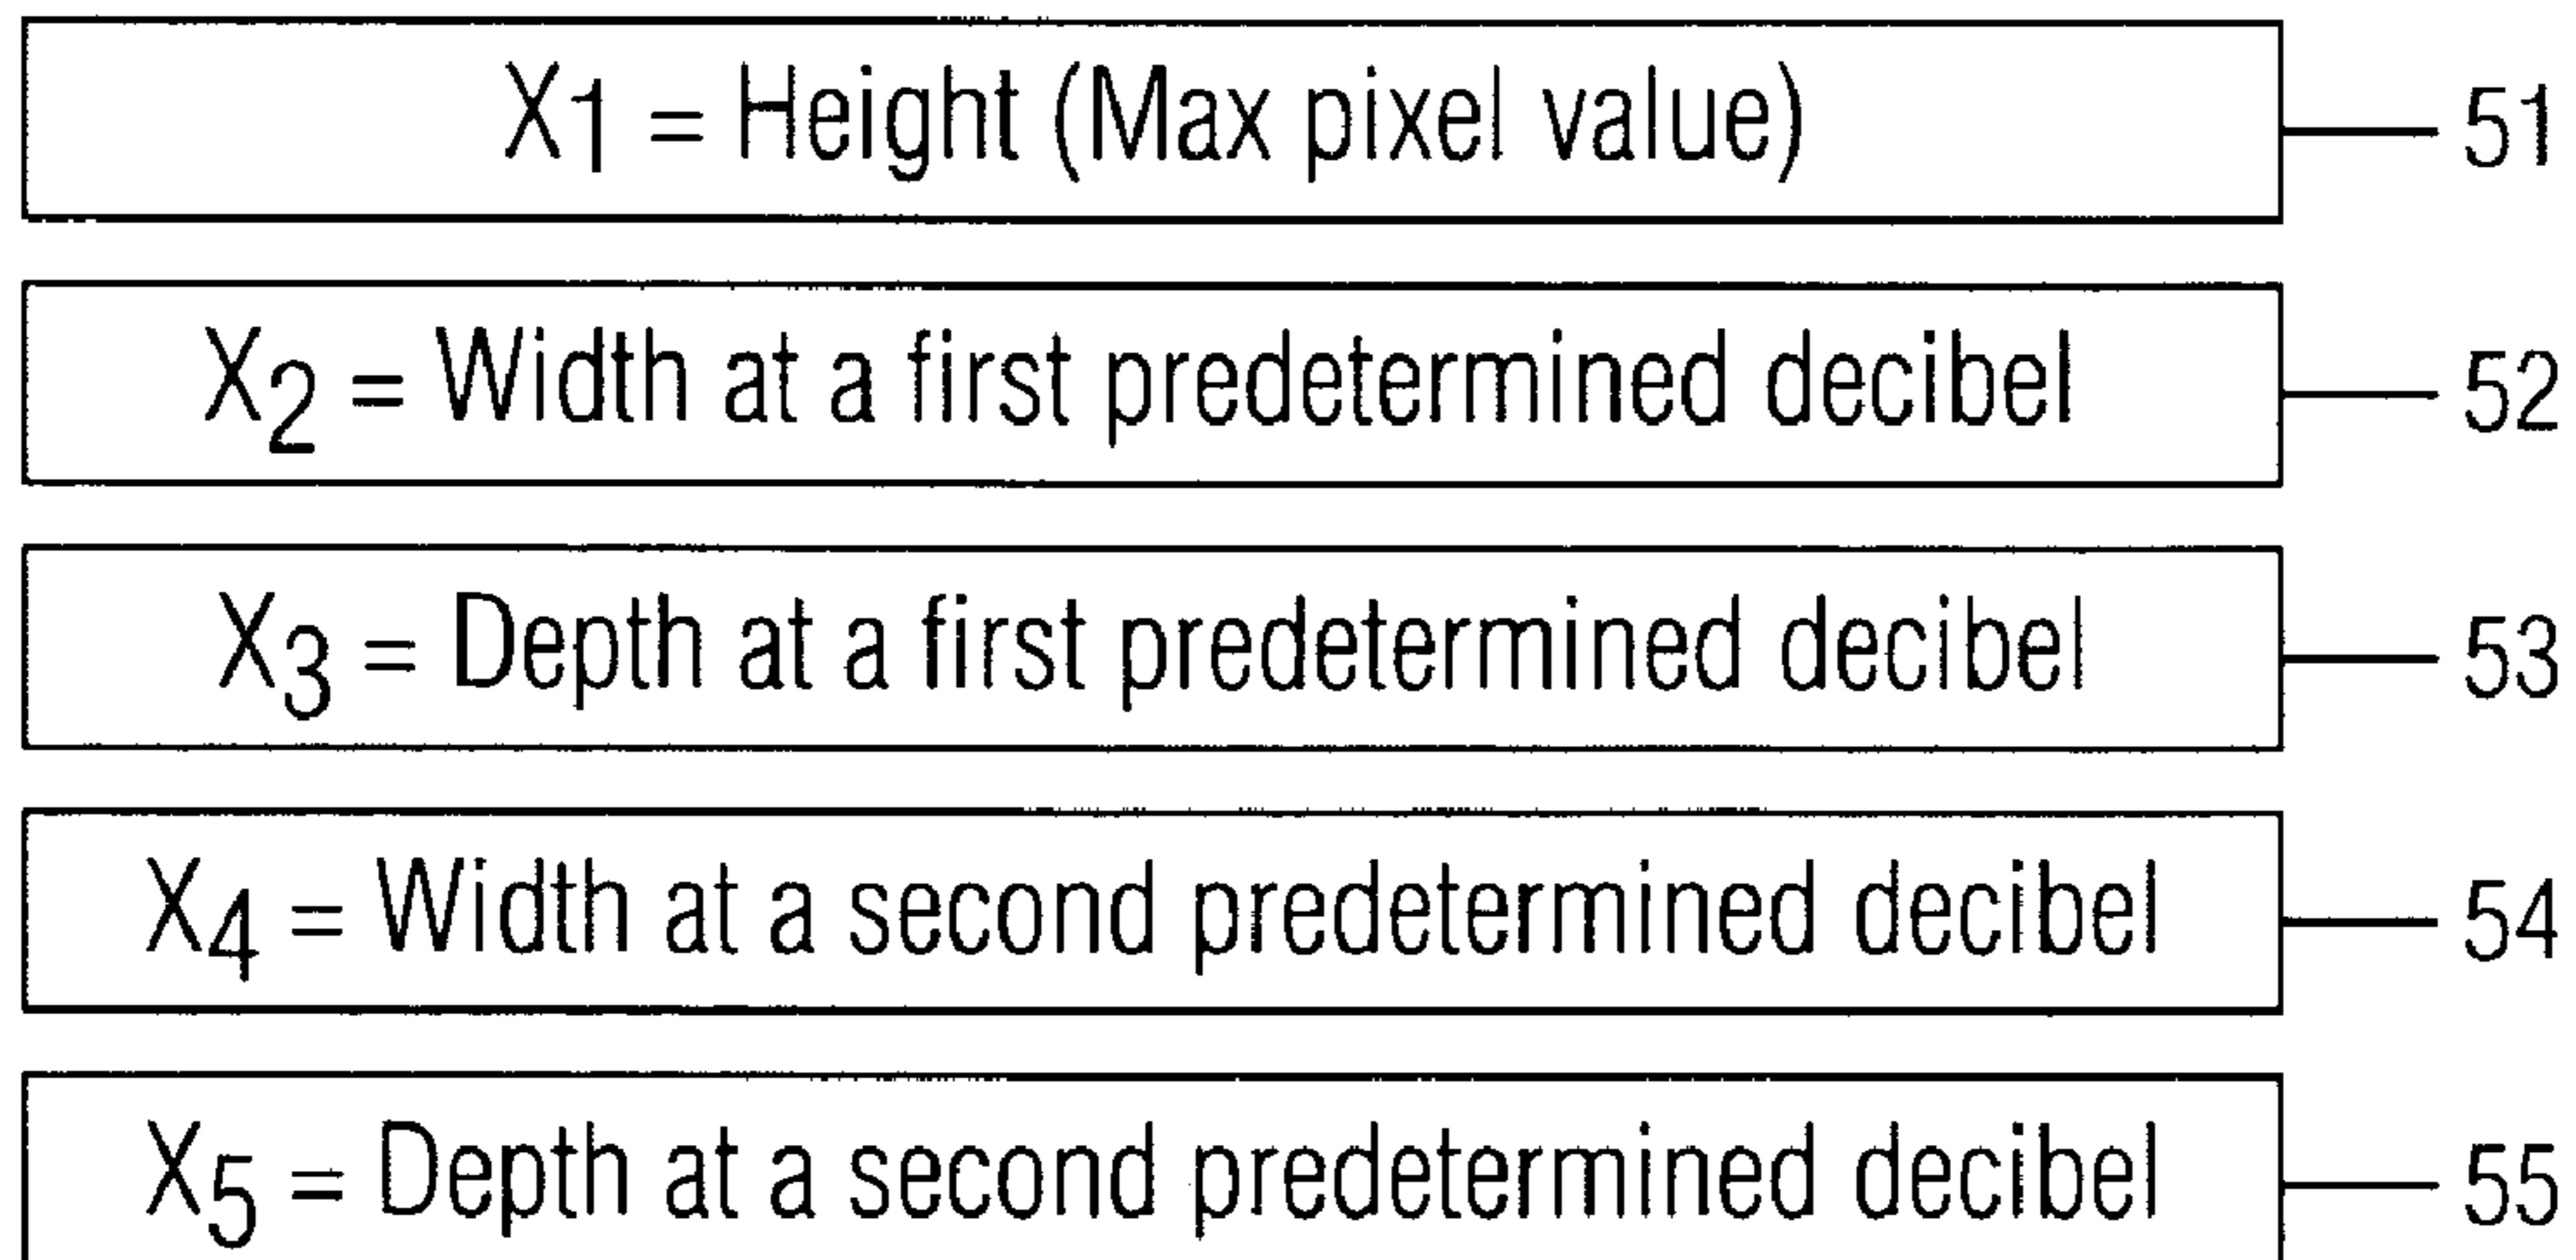 X1 = Height (Max pixel value) 51
X2 = Width at a first predetermined decibel 52
X3 = Depth at a first predetermined decibel 53
X4 = Width at a second predetermined decibel 54
X5 = Depth at a second predetermined decibel 55